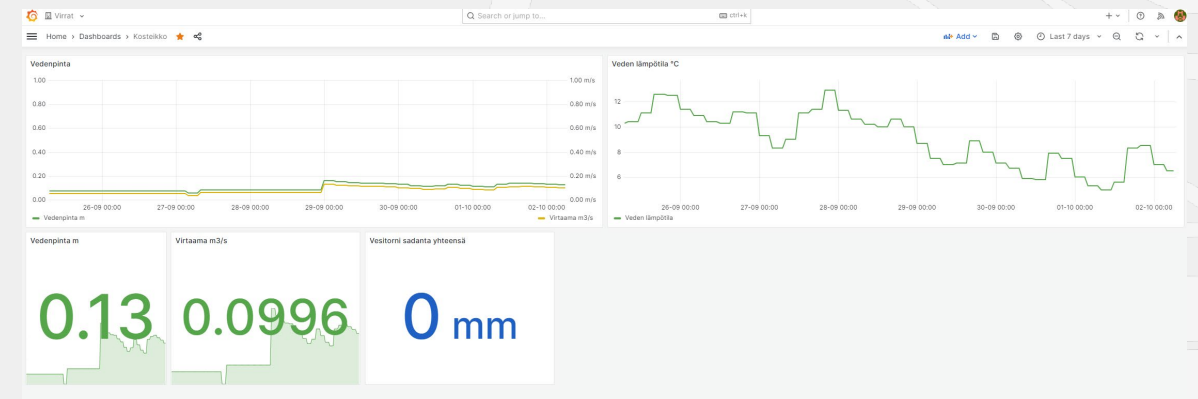 Virrat
Search or jump to...
ctrl+k
Home > Dashboards > Kosteikko
Add
Last 7 days
Vedenpinta
1.00
0.80
0.60
0.40
0.20
0.00
1.00 m/s
0.80 m/s
0.60 m/s
0.40 m/s
0.20 m/s
0.00 m/s
26-09 00:00 27-09 00:00 28-09 00:00 29-09 00:00 30-09 00:00 01-10 00:00 02-10 00:00
Vedenpinta m
Virtaama m3/s
Veden lämpötila °C
12
10
8
6
26-09 00:00 27-09 00:00 28-09 00:00 29-09 00:00 30-09 00:00 01-10 00:00 02-10 00:00
Veden lämpötila
Vedenpinta m
0.13
Virtaama m3/s
0.0996
Vesitorni sadanta yhteensä
0 mm